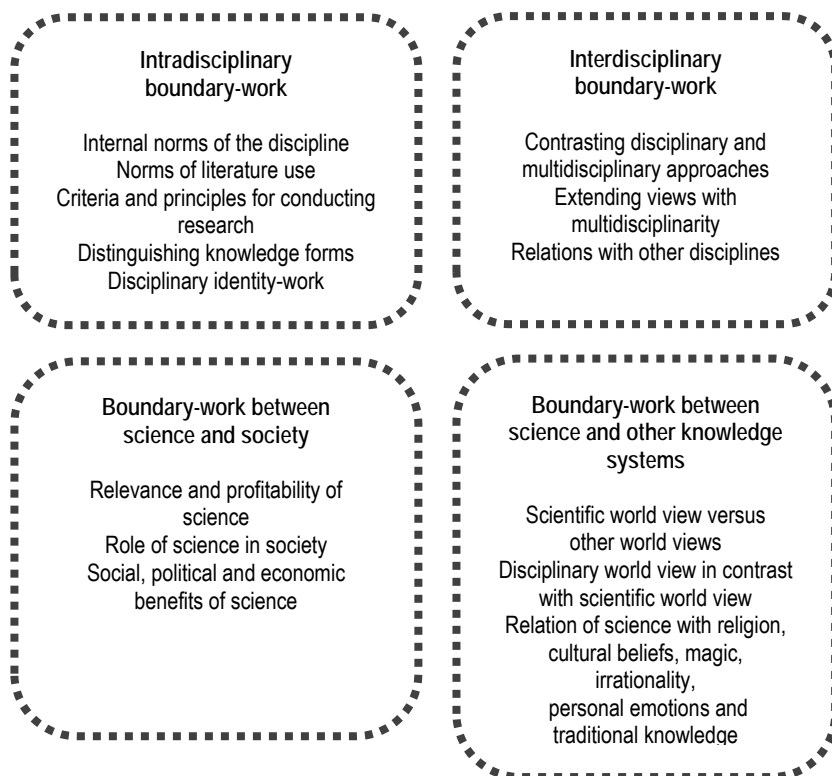 Intradisciplinary
boundary-work
Internal norms of the discipline
Norms of literature use
Criteria and principles for conducting
research
Distinguishing knowledge forms
Disciplinary identity-work
Interdisciplinary
boundary-work
Contrasting disciplinary and
multidisciplinary approaches
Extending views with
multidisciplinarity
Relations with other disciplines
Boundary-work between
science and society
Relevance and profitability of
science
Role of science in society
Social, political and economic
benefits of science
Boundary-work between
science and other knowledge
systems
Scientific world view versus
other world views
Disciplinary world view in contrast
with scientific world view
Relation of science with religion,
cultural beliefs, magic,
irrationality,
personal emotions and
traditional knowledge